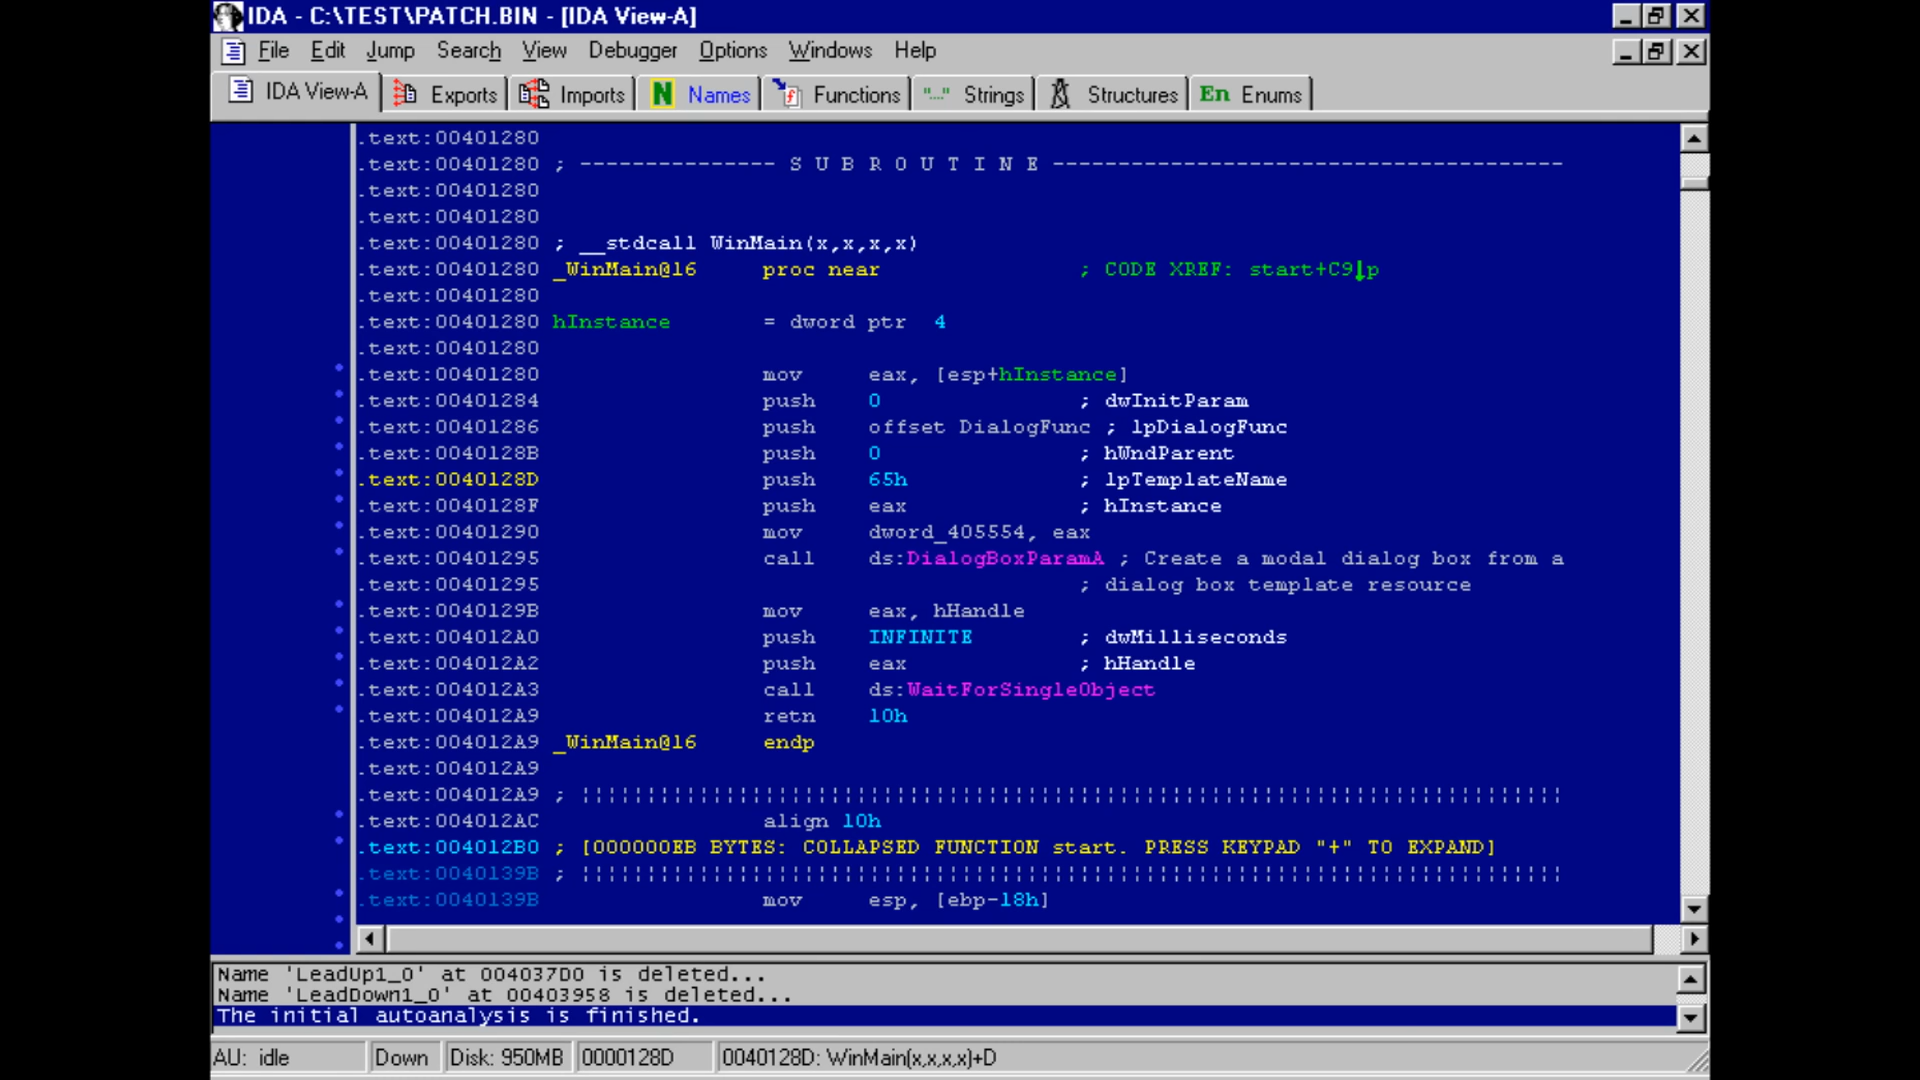 IDA - C:\TEST\PATCH.BIN - [IDA View-A]
File Edit Jump Search View Debugger Options Windows Help
IDA View-A Exports Imports N Names Functions "..." Strings Structures En Enums
.text:00401280
.text:00401280 ; --------------- S U B R O U T I N E ---------------------------------------
.text:00401280
.text:00401280
.text:00401280 ; __stdcall WinMain(x,x,x,x)
.text:00401280 _WinMain@16 proc near ; CODE XREF: start+C9↓p
.text:00401280
.text:00401280 hInstance = dword ptr 4
.text:00401280
.text:00401280 mov eax, [esp+hInstance]
.text:00401284 push 0 ; dwInitParam
.text:00401286 push offset DialogFunc ; lpDialogFunc
.text:0040128B push 0 ; hWndParent
.text:0040128D push 65h ; lpTemplateName
.text:0040128F push eax ; hInstance
.text:00401290 mov dword_405554, eax
.text:00401295 call ds:DialogBoxParamA ; Create a modal dialog box from a
.text:00401295 ; dialog box template resource
.text:0040129B mov eax, hHandle
.text:004012A0 push INFINITE ; dwMilliseconds
.text:004012A2 push eax ; hHandle
.text:004012A3 call ds:WaitForSingleObject
.text:004012A9 retn 10h
.text:004012A9 _WinMain@16 endp
.text:004012A9
.text:004012A9 ; ¦¦¦¦¦¦¦¦¦¦¦¦¦¦¦¦¦¦¦¦¦¦¦¦¦¦¦¦¦¦¦¦¦¦¦¦¦¦¦¦¦¦¦¦¦¦¦¦¦¦¦¦¦¦¦¦¦¦¦¦¦¦¦¦¦¦¦¦¦¦¦¦¦¦¦
.text:004012AC align 10h
.text:004012B0 ; [000000EB BYTES: COLLAPSED FUNCTION start. PRESS KEYPAD "+" TO EXPAND]
.text:0040139B ; ¦¦¦¦¦¦¦¦¦¦¦¦¦¦¦¦¦¦¦¦¦¦¦¦¦¦¦¦¦¦¦¦¦¦¦¦¦¦¦¦¦¦¦¦¦¦¦¦¦¦¦¦¦¦¦¦¦¦¦¦¦¦¦¦¦¦¦¦¦¦¦¦¦¦¦
.text:0040139B mov esp, [ebp-18h]
Name 'LeadUp1_0' at 004037D0 is deleted...
Name 'LeadDown1_0' at 00403958 is deleted...
The initial autoanalysis is finished.
AU: idle Down Disk: 950MB 0000128D 0040128D: WinMain(x,x,x,x)+D